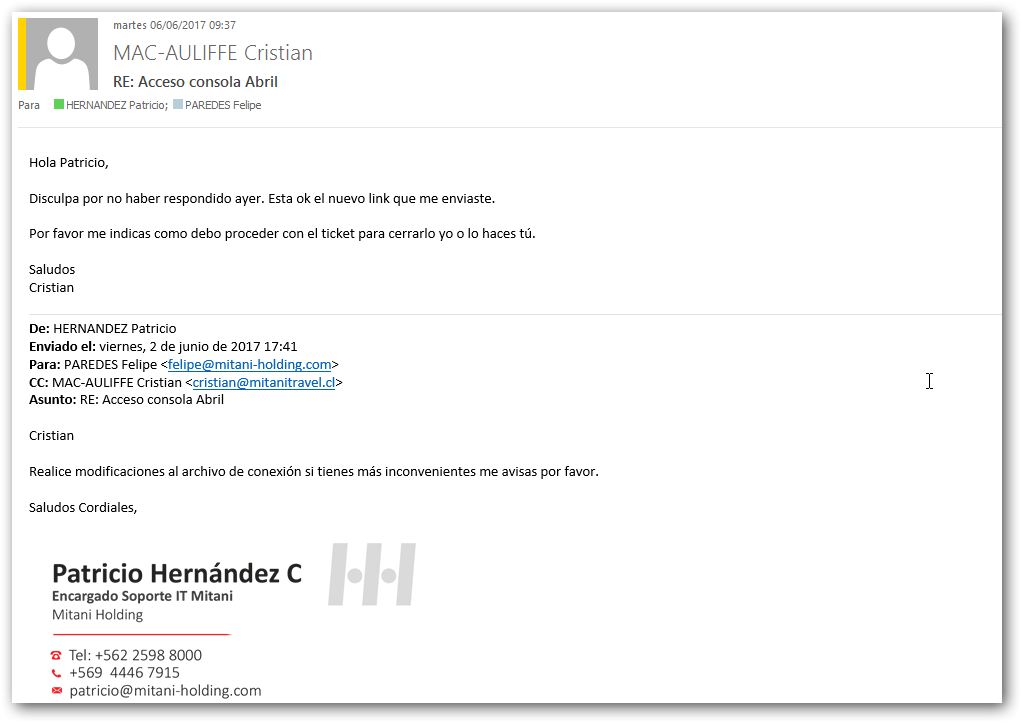 martes 06/06/2017 09:37
MAC-AULIFFE Cristian
RE: Acceso consola Abril
Para HERNANDEZ Patricio; PAREDES Felipe
Hola Patricio,
Disculpa por no haber respondido ayer. Esta ok el nuevo link que me enviaste.
Por favor me indicas como debo proceder con el ticket para cerrarlo yo o lo haces tú.
Saludos
Cristian
De: HERNANDEZ Patricio
Enviado el: viernes, 2 de junio de 2017 17:41
Para: PAREDES Felipe <felipe@mitani-holding.com>
CC: MAC-AULIFFE Cristian <cristian@mitanitravel.cl>
Asunto: RE: Acceso consola Abril
Cristian
Realice modificaciones al archivo de conexión si tienes más inconvenientes me avisas por favor.
Saludos Cordiales,
Patricio Hernández C
Encargado Soporte IT Mitani
Mitani Holding
Tel: +562 2598 8000
+569 4446 7915
patricio@mitani-holding.com